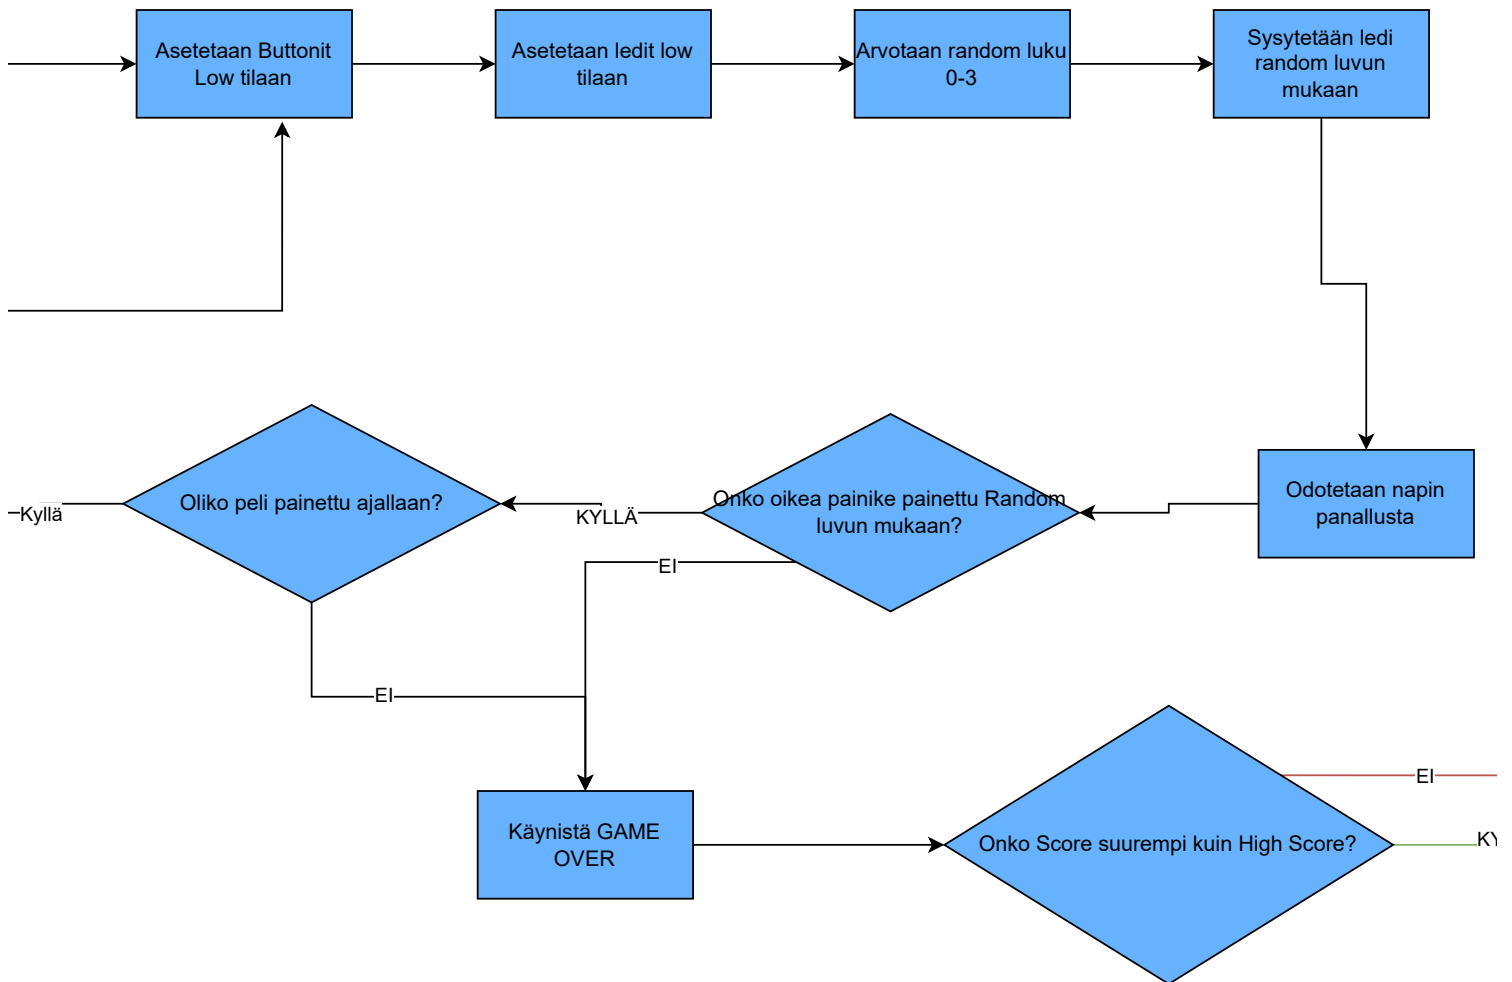 Asetetaan Buttonit
Low tilaan
Asetetaan ledit low
tilaan
Arvotaan random luku
0-3
Sysytetään ledi
random luvun
mukaan
Oliko peli painettu ajallaan?
Kyllä
KYLLÄ
Onko oikea painike painettu Random
luvun mukaan?
Odotetaan napin
panallusta
EI
EI
Käynistä GAME
OVER
Onko Score suurempi kuin High Score?
EI
KY